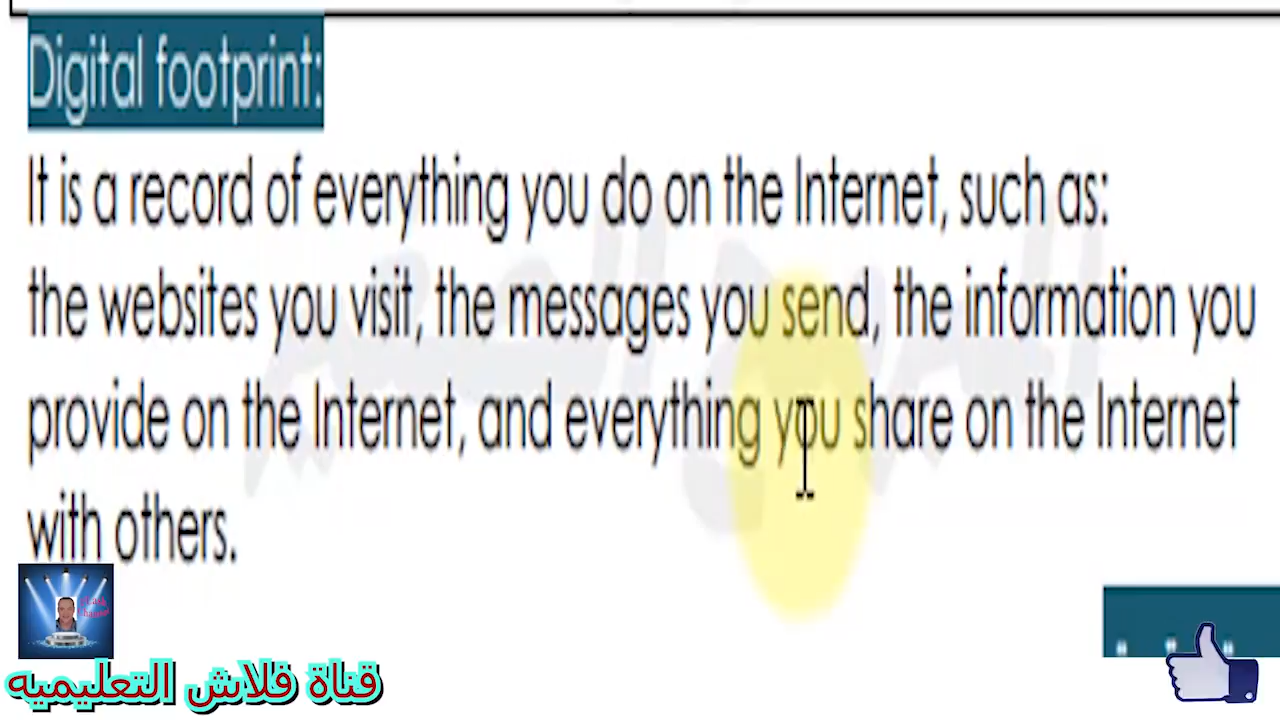 Digital footprint:
It is a record of everything you do on the Internet, such as:
the websites you visit, the messages you send, the information you
provide on the Internet, and everything you share on the Internet
with others.
قناة فلاش التعليميه